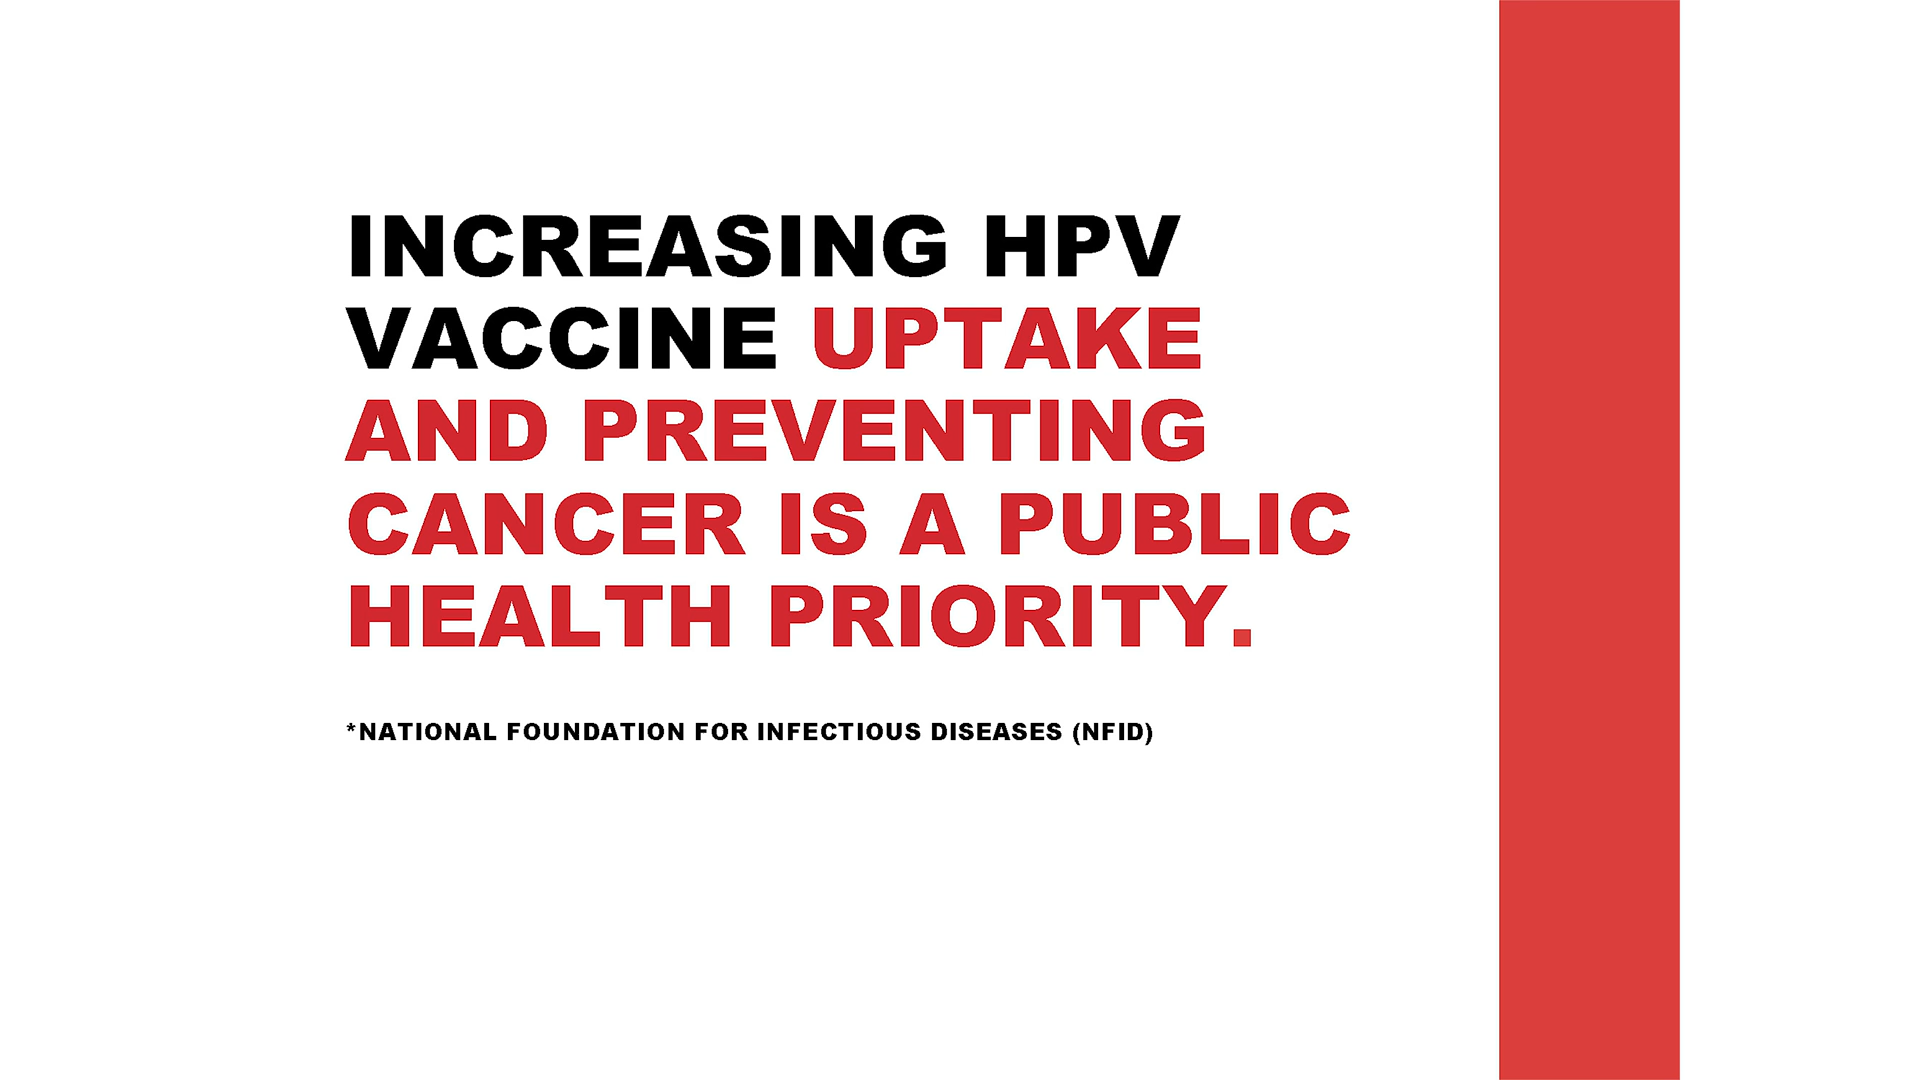 INCREASING HPV
VACCINE UPTAKE
AND PREVENTING
CANCER IS A PUBLIC
HEALTH PRIORITY.
*NATIONAL FOUNDATION FOR INFECTIOUS DISEASES (NFID)